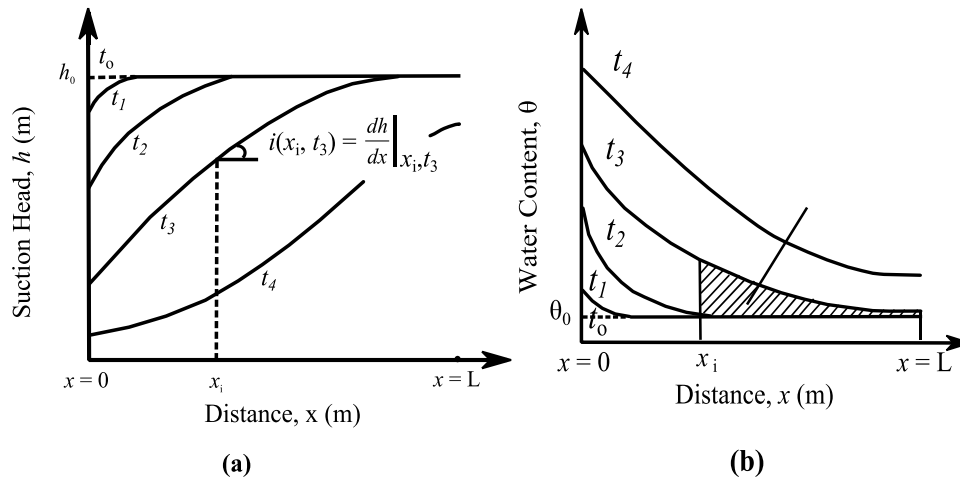 Suction Head, h (m)
h₀
t₀
t₁
t₂
t₃
t₄
i(xᵢ, t₃) = dh/dx|xᵢ,t₃
x = 0
xᵢ
x = L
Distance, x (m)
(a)
Water Content, θ
t₄
t₃
t₂
t₁
θ₀
t₀
x = 0
xᵢ
x = L
Distance, x (m)
(b)